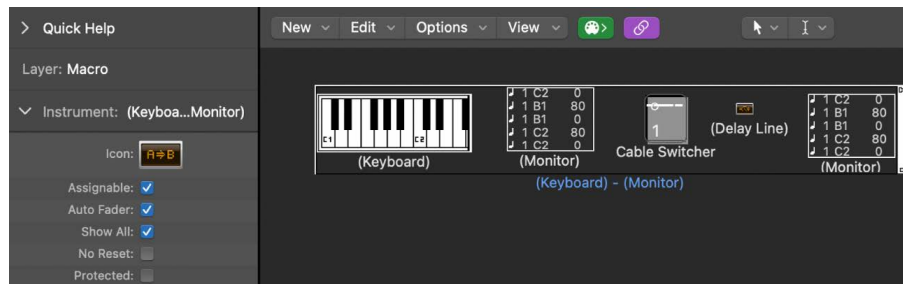 Quick Help
New Edit Options View
Layer: Macro
Instrument: (Keyboa...Monitor)
Icon: A⇒B
Assignable:
Auto Fader:
Show All:
No Reset:
Protected:
C1 C2
(Keyboard)
1 C2 0
1 B1 80
1 B1 0
1 C2 80
1 C2 0
(Monitor)
1
Cable Switcher
(Delay Line)
1 C2 0
1 B1 80
1 B1 0
1 C2 80
1 C2 0
(Monitor)
(Keyboard) - (Monitor)